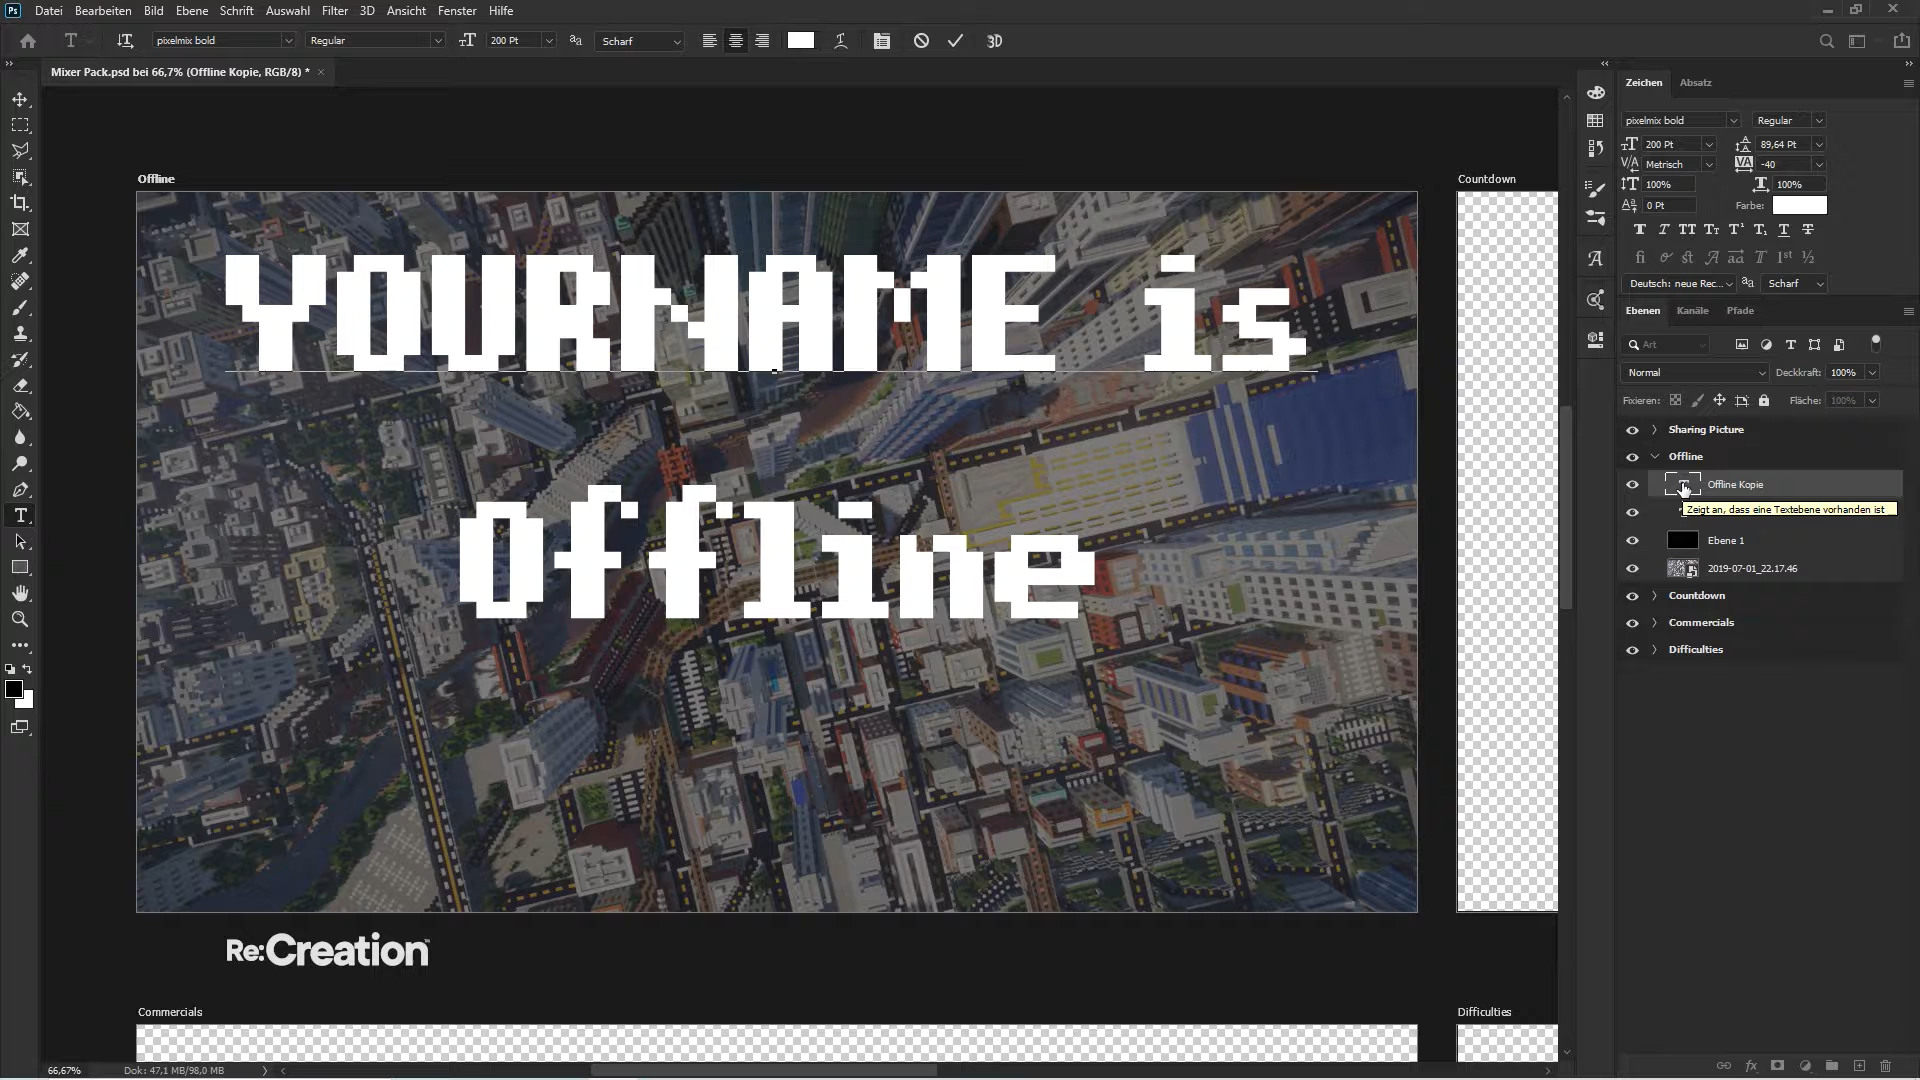 Ps Datei Bearbeiten Bild Ebene Schrift Auswahl Filter 3D Ansicht Fenster Hilfe
pixelmix bold Regular 200 Pt Scharf 3D
Mixer Pack.psd bei 66,7% (Offline Kopie, RGB/8) *
Zeichen Absatz
pixelmix bold Regular
200 Pt 89,64 Pt
Metrisch -40
100% 100%
0 Pt Farbe:
Deutsch: neue Rec... Scharf
Ebenen Kanäle Pfade
Art
Normal Deckkraft: 100%
Fixieren: Fläche: 100%
Sharing Picture
Offline
Offline Kopie
Zeigt an, dass eine Textebene vorhanden ist
Ebene 1
2019-07-01_22.17.46
Countdown
Commercials
Difficulties
Offline
Countdown
YOURNAME is
Offline
Re:Creation
Commercials
Difficulties
66,67% Dok: 47,1 MB/98,0 MB